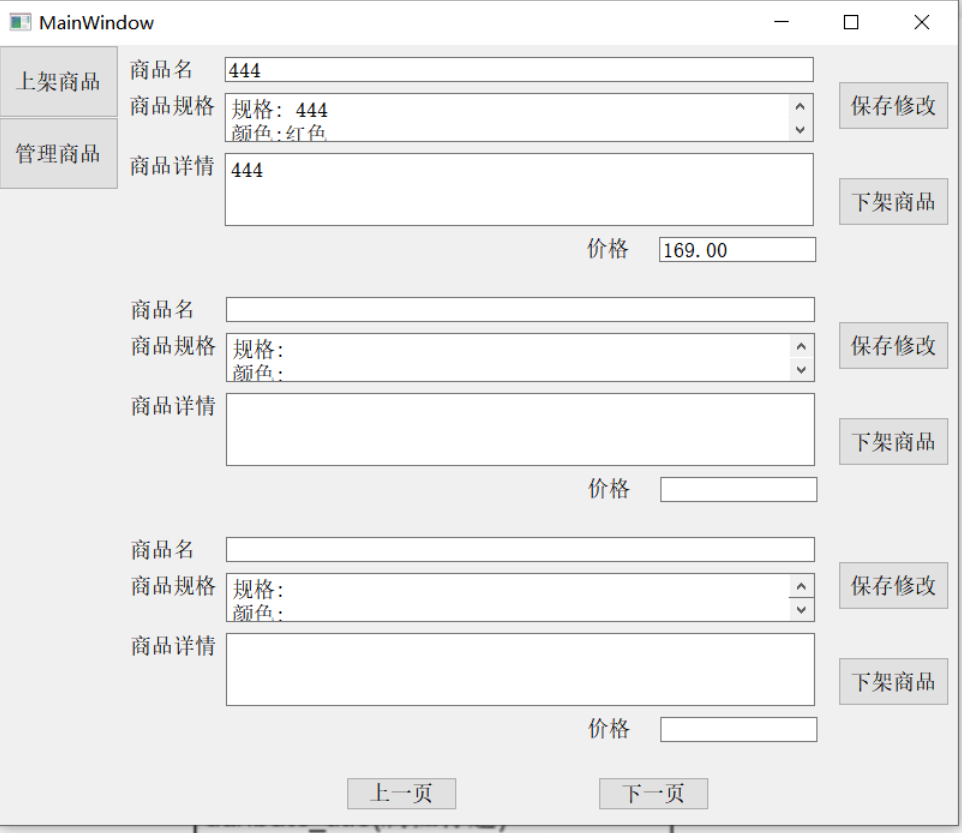 MainWindow
上架商品
管理商品
商品名 444
商品规格 规格: 444
颜色:红色
保存修改
商品详情 444
下架商品
价格 169.00
商品名
商品规格 规格:
颜色:
保存修改
商品详情
下架商品
价格
商品名
商品规格 规格:
颜色:
保存修改
商品详情
下架商品
价格
上一页 下一页